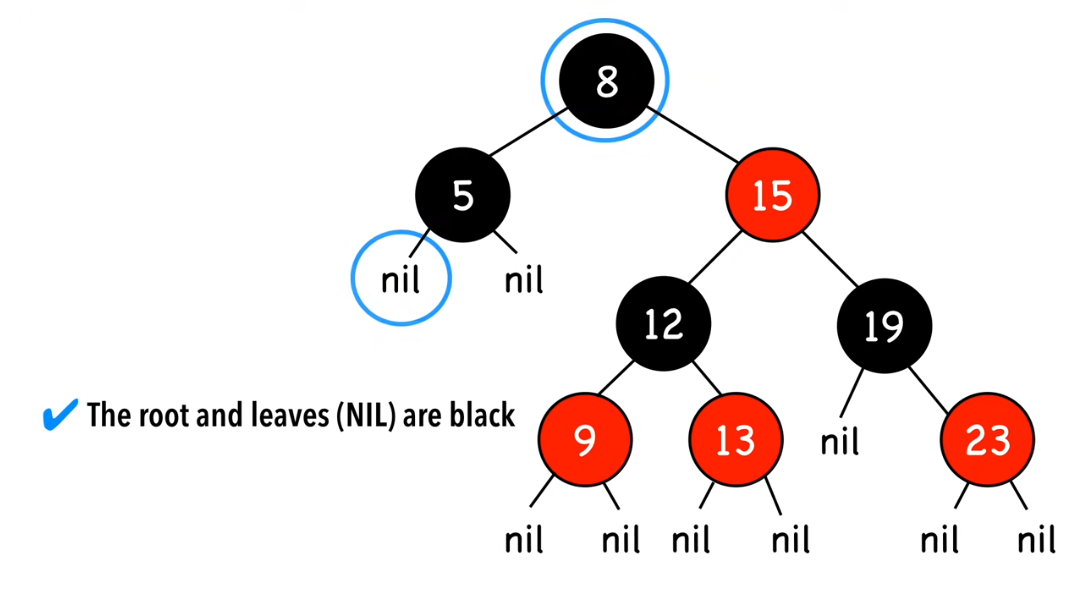 8
5
15
nil
nil
12
19
✔ The root and leaves (NIL) are black
9
13
nil
23
nil
nil
nil
nil
nil
nil